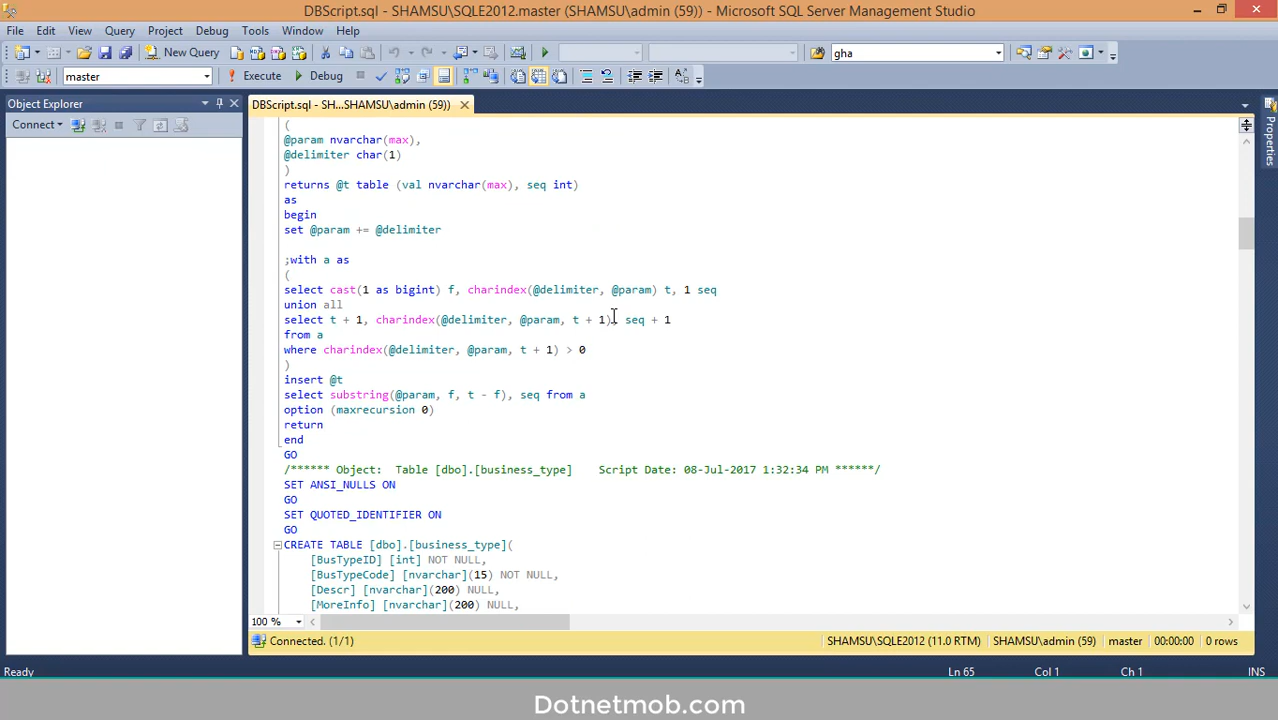 DBScript.sql - SHAMSU\SQLE2012.master (SHAMSU\admin (59)) - Microsoft SQL Server Management Studio
File Edit View Query Project Debug Tools Window Help
New Query gha
master Execute Debug
Object Explorer
DBScript.sql - SH...SHAMSU\admin (59))
Connect
Properties
(
@param nvarchar(max),
@delimiter char(1)
)
returns @t table (val nvarchar(max), seq int)
as
begin
set @param += @delimiter
;with a as
(
select cast(1 as bigint) f, charindex(@delimiter, @param) t, 1 seq
union all
select t + 1, charindex(@delimiter, @param, t + 1), seq + 1
from a
where charindex(@delimiter, @param, t + 1) > 0
)
insert @t
select substring(@param, f, t - f), seq from a
option (maxrecursion 0)
return
end
GO
/****** Object:  Table [dbo].[business_type]    Script Date: 08-Jul-2017 1:32:34 PM ******/
SET ANSI_NULLS ON
GO
SET QUOTED_IDENTIFIER ON
GO
CREATE TABLE [dbo].[business_type](
[BusTypeID] [int] NOT NULL,
[BusTypeCode] [nvarchar](15) NOT NULL,
[Descr] [nvarchar](200) NULL,
[MoreInfo] [nvarchar](200) NULL,
100 %
Connected. (1/1) SHAMSU\SQLE2012 (11.0 RTM) SHAMSU\admin (59) master 00:00:00 0 rows
Ready Ln 65 Col 1 Ch 1 INS
Dotnetmob.com